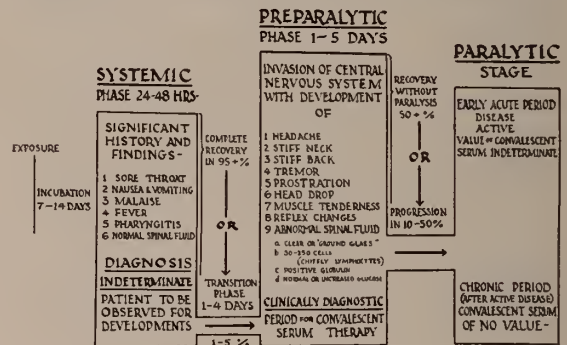 EXPOSURE
INCUBATION
7-14 DAYS
SYSTEMIC
PHASE 24-48 HRS-
SIGNIFICANT
HISTORY AND
FINDINGS-
1 SORE THROAT
2 NAUSEA & VOMITING
3 MALAISE
4 FEVER
5 PHARYNGITIS
6 NORMAL SPINAL FLUID
DIAGNOSIS
INDETERMINATE
PATIENT TO BE
OBSERVED FOR
DEVELOPMENTS
COMPLETE
RECOVERY
IN 95+%
OR
TRANSITION
PHASE
1-4 DAYS
1-5 %
PREPARALYTIC
PHASE 1-5 DAYS
INVASION OF CENTRAL
NERVOUS SYSTEM
WITH DEVELOPMENT
OF
1 HEADACHE
2 STIFF NECK
3 STIFF BACK
4 TREMOR
5 PROSTRATION
6 HEAD DROP
7 MUSCLE TENDERNESS
8 REFLEX CHANGES
9 ABNORMAL SPINAL FLUID
a CLEAR OR "GROUND GLASS"
b 30-150 CELLS
(CHIEFLY LYMPHOCYTES)
c POSITIVE GLOBULIN
d NORMAL OR INCREASED GLUCOSE
CLINICALLY DIAGNOSTIC
PERIOD FOR CONVALESCENT
SERUM THERAPY
RECOVERY
WITHOUT
PARALYSIS
50+%
OR
PROGRESSION
IN 10-50%
PARALYTIC
STAGE
EARLY ACUTE PERIOD
DISEASE
ACTIVE
VALUE OF CONVALESCENT
SERUM INDETERMINATE
CHRONIC PERIOD
(AFTER ACTIVE DISEASE)
CONVALESCENT SERUM
OF NO VALUE-